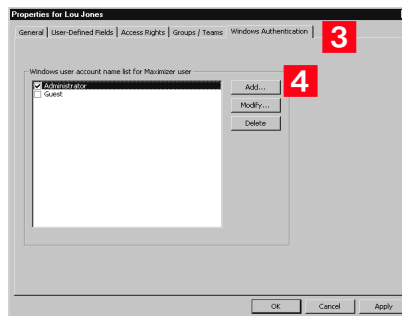 Properties for Lou Jones
General User-Defined Fields Access Rights Groups / Teams Windows Authentication
3
Windows user account name list for Maximizer user
Administrator
Guest
Add...
4
Modify...
Delete
OK Cancel Apply